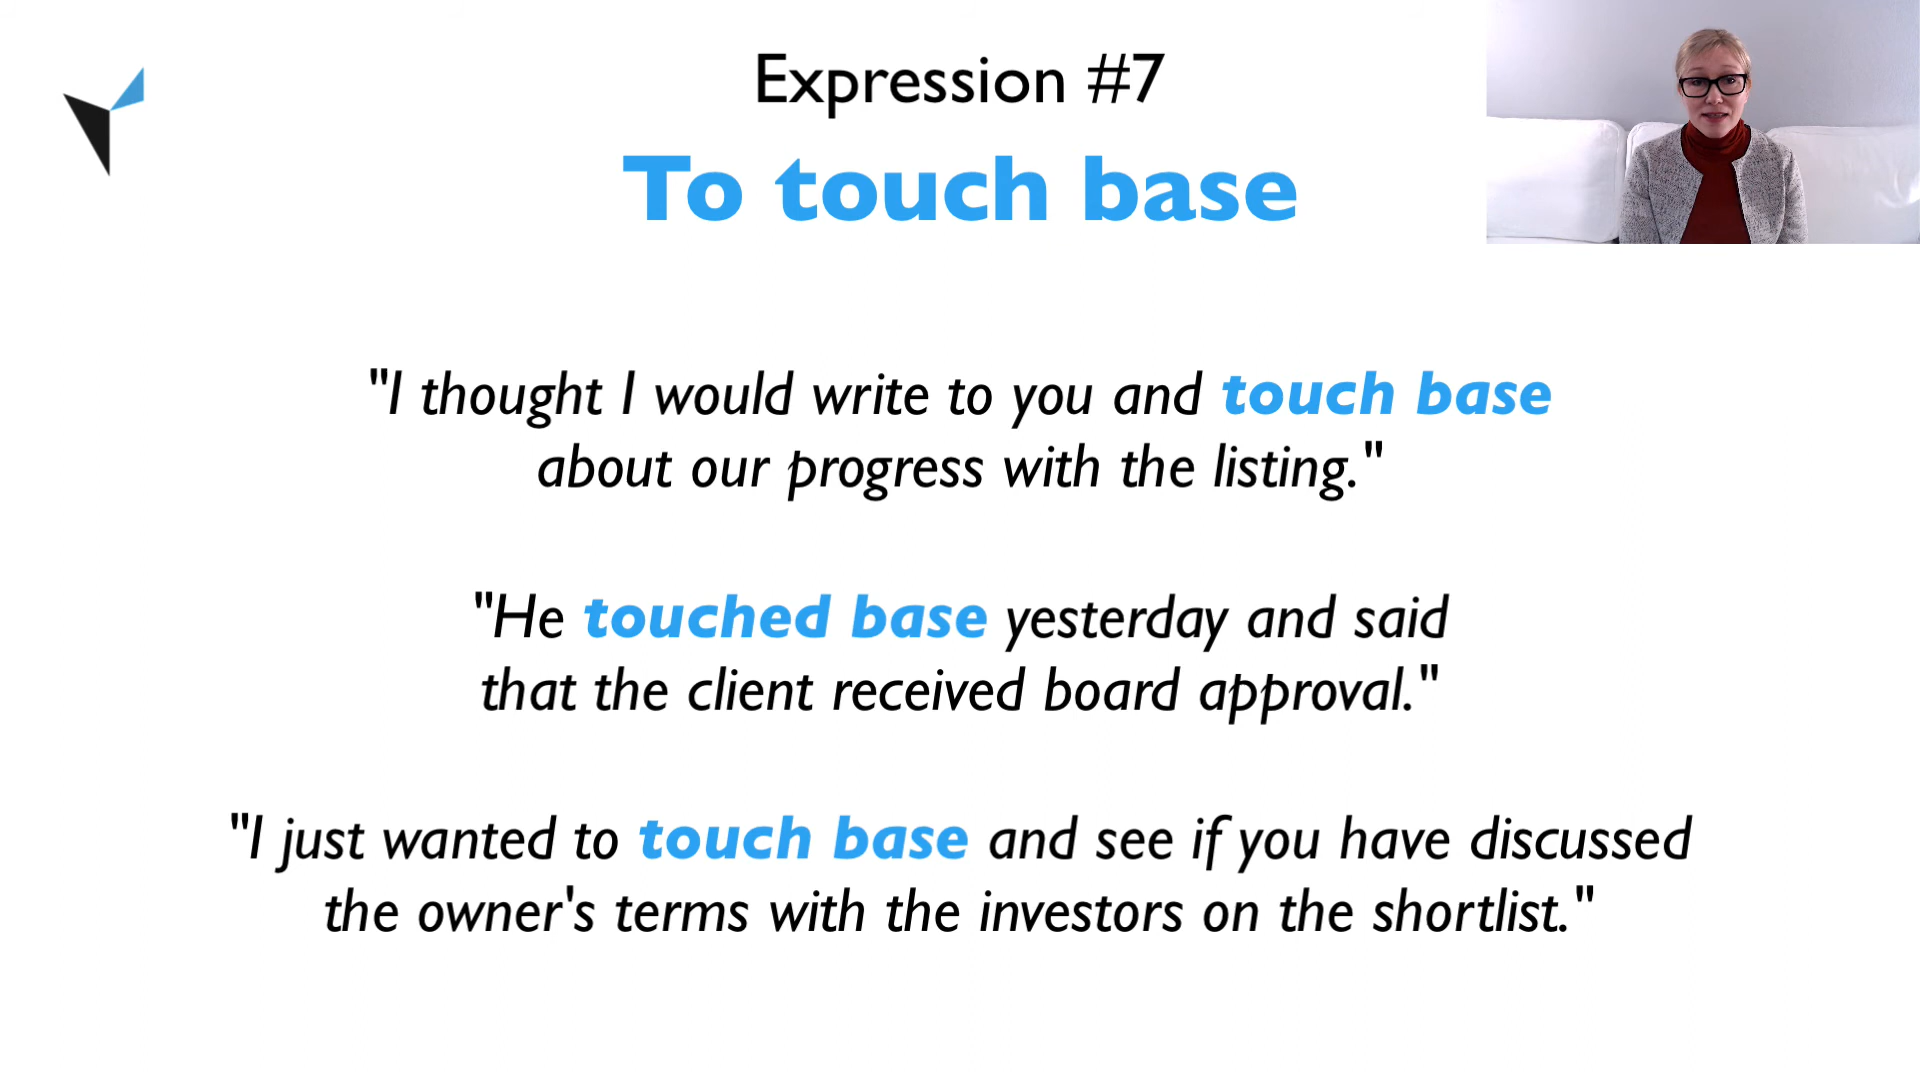 Expression #7
To touch base
"I thought I would write to you and touch base
about our progress with the listing."
"He touched base yesterday and said
that the client received board approval."
"I just wanted to touch base and see if you have discussed
the owner's terms with the investors on the shortlist."